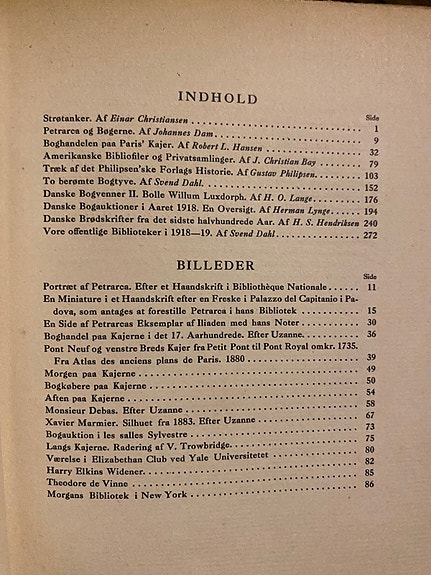 INDHOLD
Side
Strøtanker. Af Einar Christiansen 1
Petrarca og Bøgerne. Af Johannes Dam. 9
Boghandelen paa Paris' Kajer. Af Robert L. Hansen 32
Amerikanske Bibliofiler og Privatsamlinger. Af J. Christian Bay 79
Træk af det Philipsen'ske Forlags Historie. Af Gustav Philipsen. 103
To berømte Bogtyve. Af Svend Dahl. 152
Danske Bogvenner II. Bolle Willum Luxdorph. Af H. O. Lange 176
Danske Bogauktioner i Aaret 1918. En Oversigt. Af Herman Lynge 194
Danske Brødskrifter fra det sidste halvhundrede Aar. Af H. S. Hendriksen 240
Vore offentlige Biblioteker i 1918—19. Af Svend Dahl 272
BILLEDER
Side
Portræt af Petrarca. Efter et Haandskrift i Bibliothèque Nationale 11
En Miniature i et Haandskrift efter en Freske i Palazzo del Capitanio i Pa-
dova, som antages at forestille Petrarca i hans Bibliotek 15
En Side af Petrarcas Eksemplar af Iliaden med hans Noter 30
Boghandel paa Kajerne i det 17. Aarhundrede. Efter Uzanne. 36
Pont Neuf og venstre Breds Kajer fra Petit Pont til Pont Royal omkr. 1735.
Fra Atlas des anciens plans de Paris. 1880 39
Morgen paa Kajerne 49
Bogkøbere paa Kajerne 50
Aften paa Kajerne 54
Monsieur Debas. Efter Uzanne 58
Xavier Marmier. Silhuet fra 1883. Efter Uzanne 67
Bogauktion i les salles Sylvestre 73
Langs Kajerne. Radering af V. Trowbridge. 75
Værelse i Elizabethan Club ved Yale Universitetet 80
Harry Elkins Widener. 82
Theodore de Vinne 85
Morgans Bibliotek i New York 86